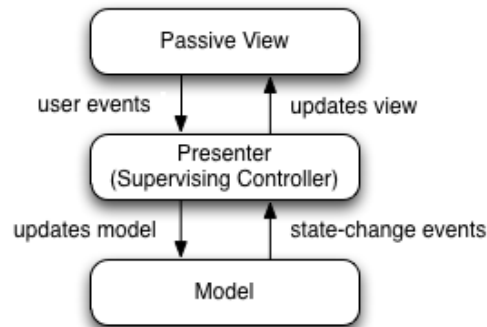 Passive View
user events
updates view
Presenter
(Supervising Controller)
updates model
state-change events
Model